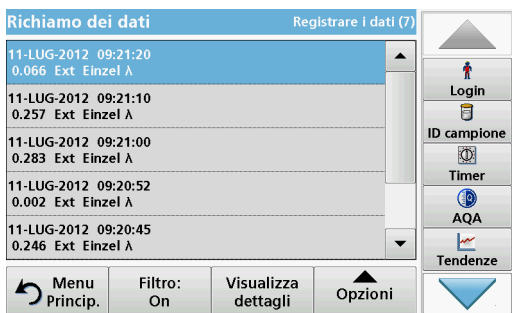 Richiamo dei dati
Registrare i dati (7)
11-LUG-2012 09:21:20
0.066 Ext Einzel λ
11-LUG-2012 09:21:10
0.257 Ext Einzel λ
11-LUG-2012 09:21:00
0.283 Ext Einzel λ
11-LUG-2012 09:20:52
0.002 Ext Einzel λ
11-LUG-2012 09:20:45
0.246 Ext Einzel λ
Login
ID campione
Timer
AQA
Tendenze
Menu
Princip.
Filtro:
On
Visualizza
dettagli
Opzioni